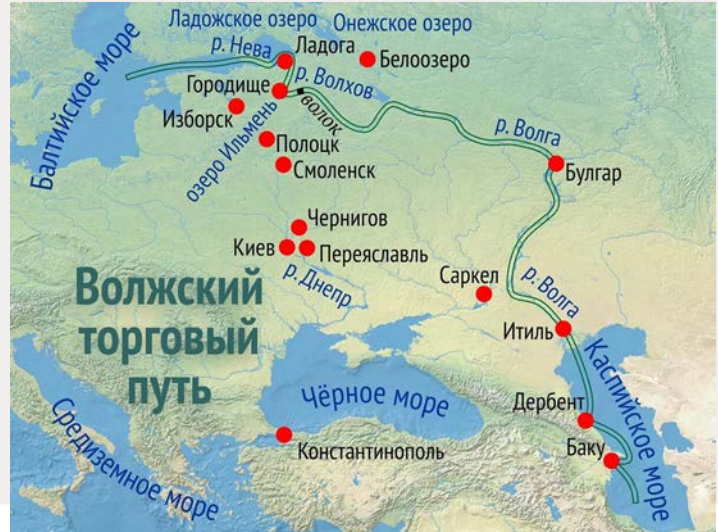 Ладожское озеро
Онежское озеро
р. Нева
Ладога
Белоозеро
Балтийское море
Городище
р. Волхов
Изборск
волок
озеро Ильмень
Полоцк
Смоленск
р. Волга
Булгар
Чернигов
Киев
Переяславль
р. Днепр
Саркел
р. Волга
Итиль
Волжский
торговый
путь
Каспийское море
Чёрное море
Дербент
Средиземное море
Константинополь
Баку